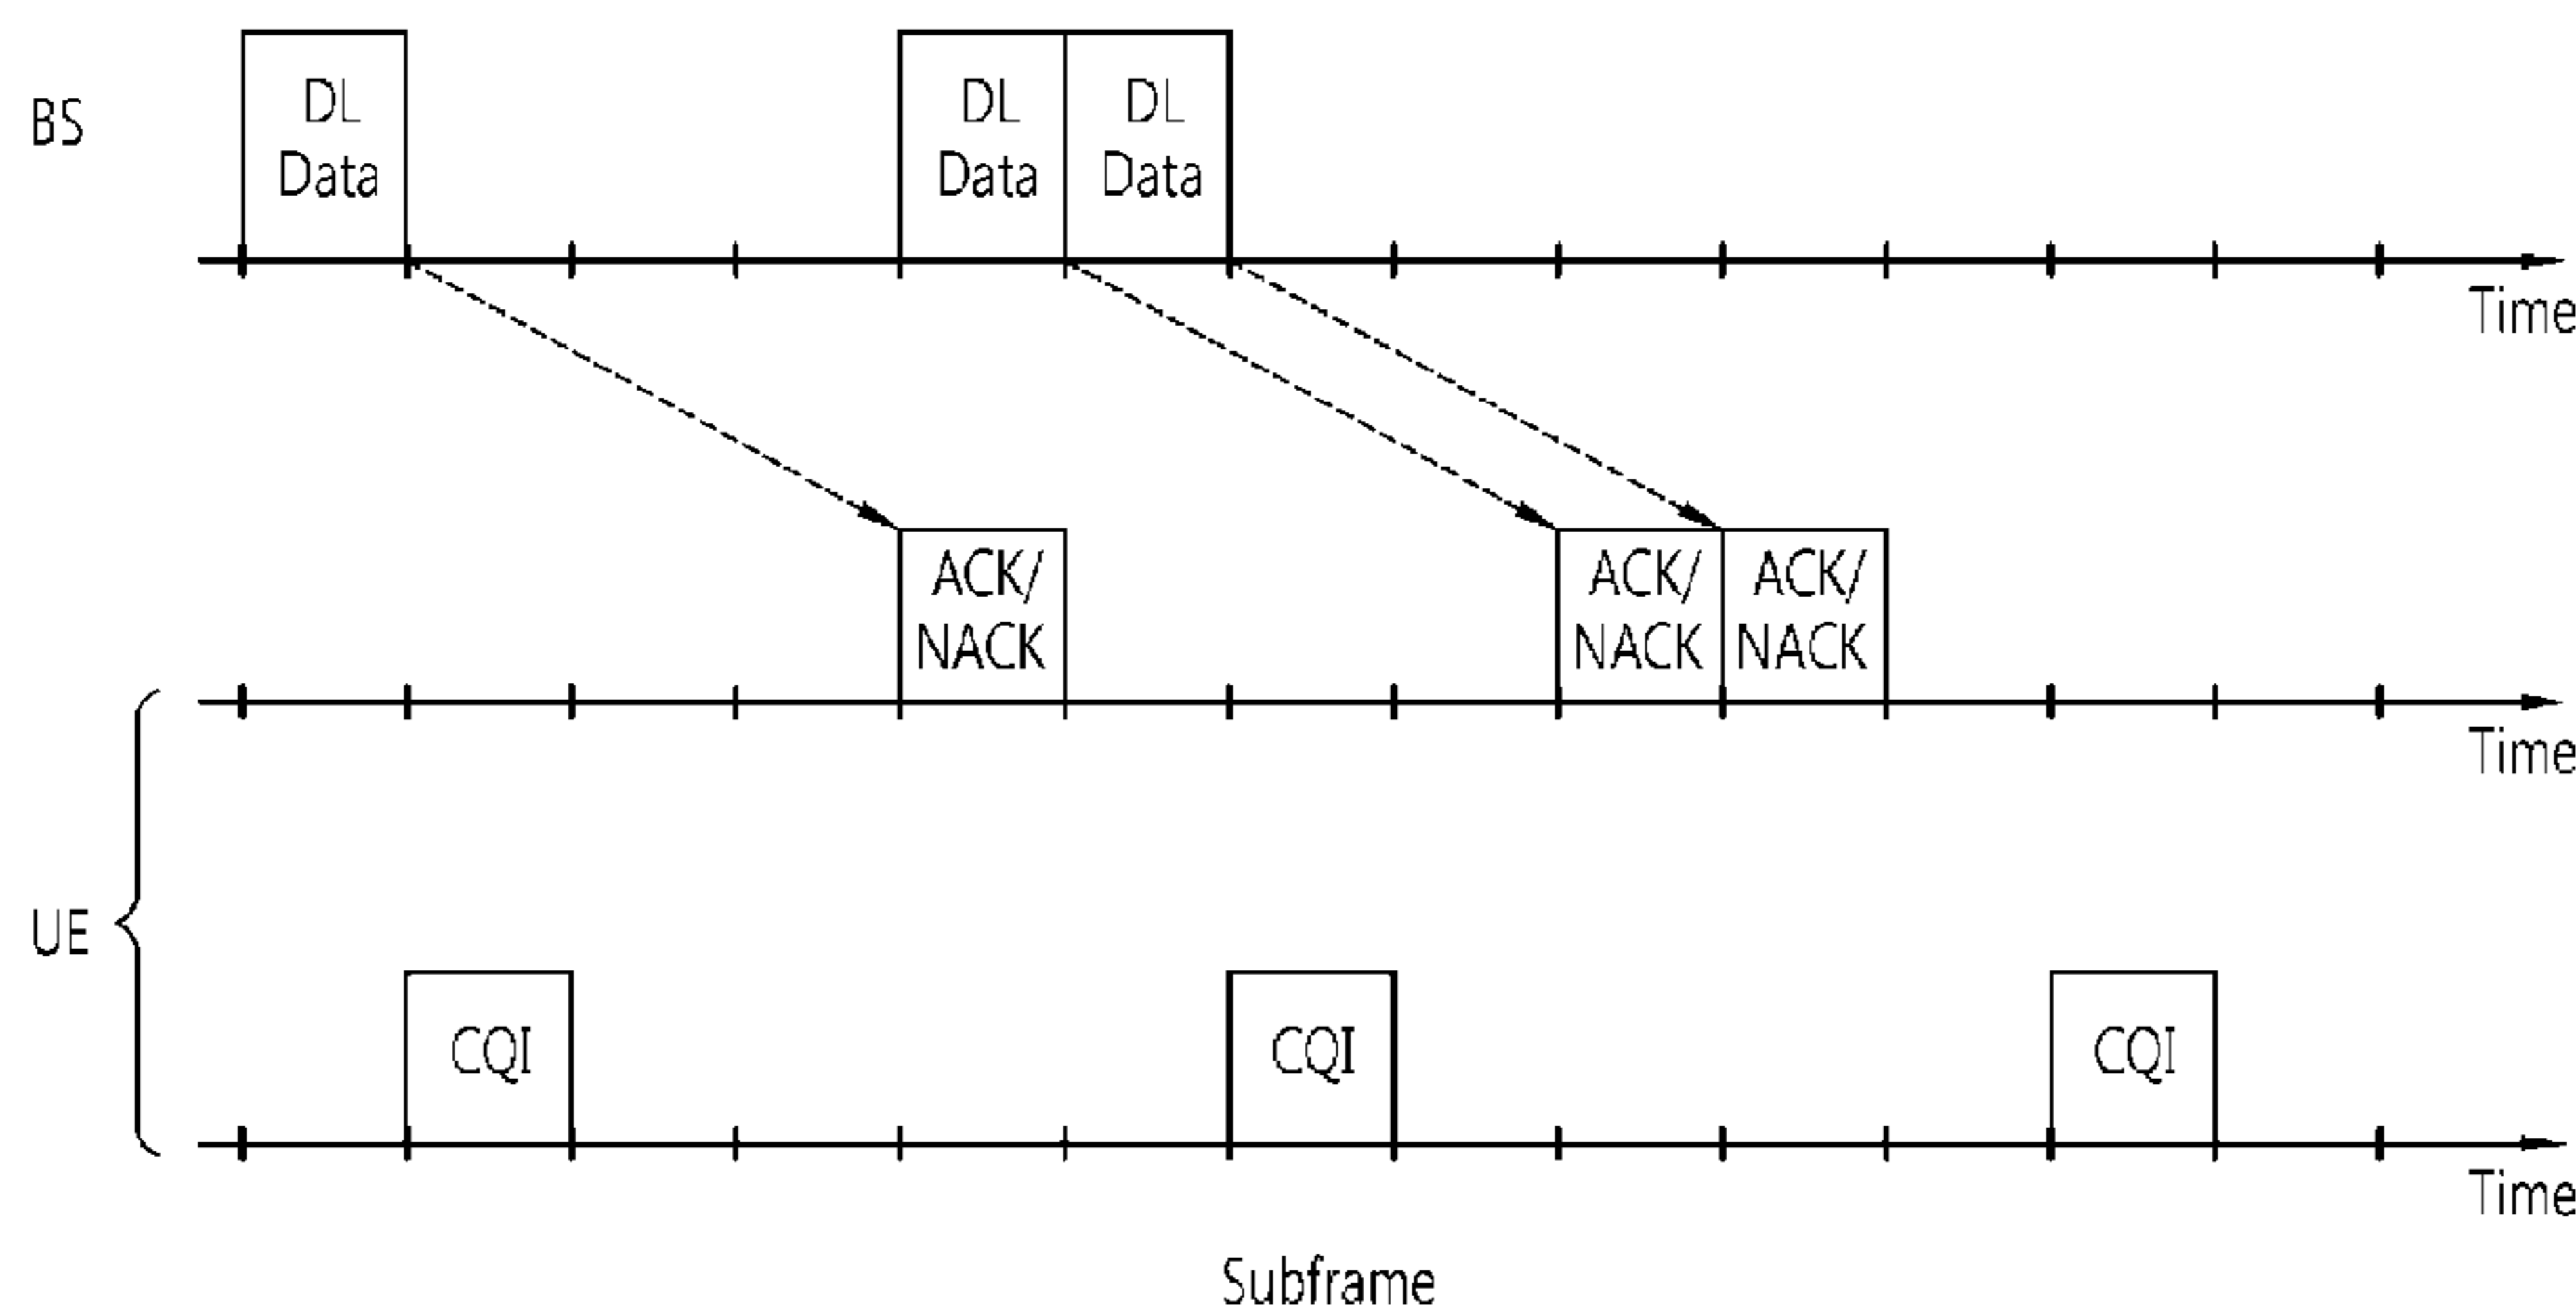 BS
DL
Data
DL
Data
DL
Data
Time
ACK/
NACK
ACK/
NACK
ACK/
NACK
Time
UE
CQI
CQI
CQI
Time
Subframe